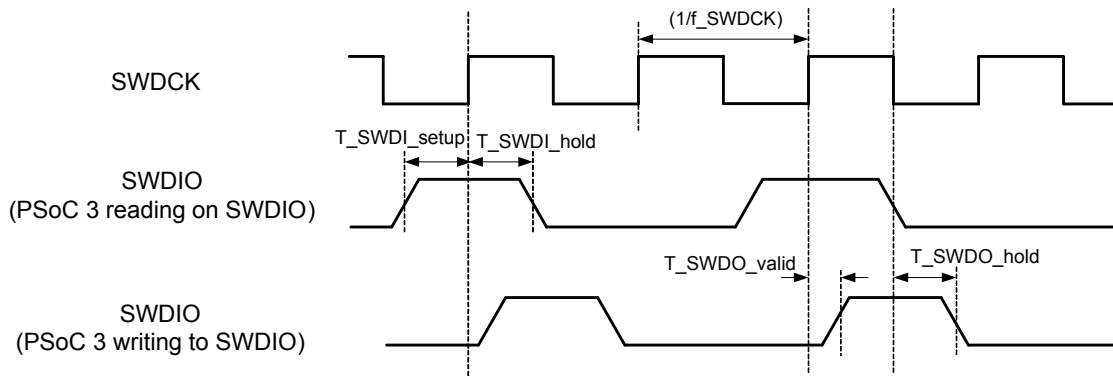 (1/f_SWDCK)
SWDCK
T_SWDI_setup
T_SWDI_hold
SWDIO
(PSoC 3 reading on SWDIO)
T_SWDO_valid
T_SWDO_hold
SWDIO
(PSoC 3 writing to SWDIO)